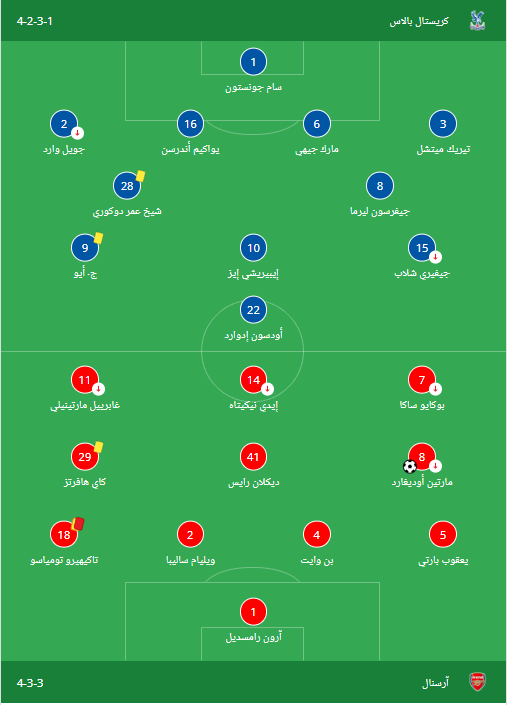 كريستال بالاس 4-2-3-1
1
سام جونستون
3 6 16 2
تيريك ميتشل مارك جيهي يواكيم أندرسن جويل وارد
8 28
جيفرسون ليرما شيخ عمر دوكوري
15 10 9
جيفيري شلاب إيبيريشي إيز ج. أيو
22
أودسون إدوارد
7 14 11
بوكايو ساكا إيدي نيكيتاه غابرييل مارتينيلي
8 41 29
مارتين أوديغارد ديكلان رايس كاي هافرتز
5 4 2 18
يعقوب بارتي بن وايت ويليام ساليبا تاكيهيرو تومياسو
1
آرون رامسديل
آرسنال 4-3-3